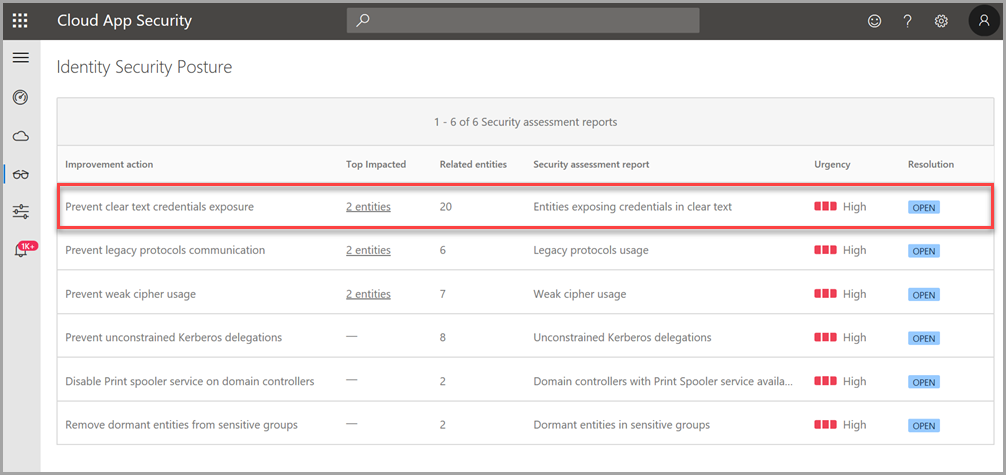 Cloud App Security
Identity Security Posture
1 - 6 of 6 Security assessment reports
Improvement action Top Impacted Related entities Security assessment report Urgency Resolution
Prevent clear text credentials exposure 2 entities 20 Entities exposing credentials in clear text High OPEN
1K+
Prevent legacy protocols communication 2 entities 6 Legacy protocols usage High OPEN
Prevent weak cipher usage 2 entities 7 Weak cipher usage High OPEN
Prevent unconstrained Kerberos delegations — 8 Unconstrained Kerberos delegations High OPEN
Disable Print spooler service on domain controllers — 2 Domain controllers with Print Spooler service availa... High OPEN
Remove dormant entities from sensitive groups — 2 Dormant entities in sensitive groups High OPEN